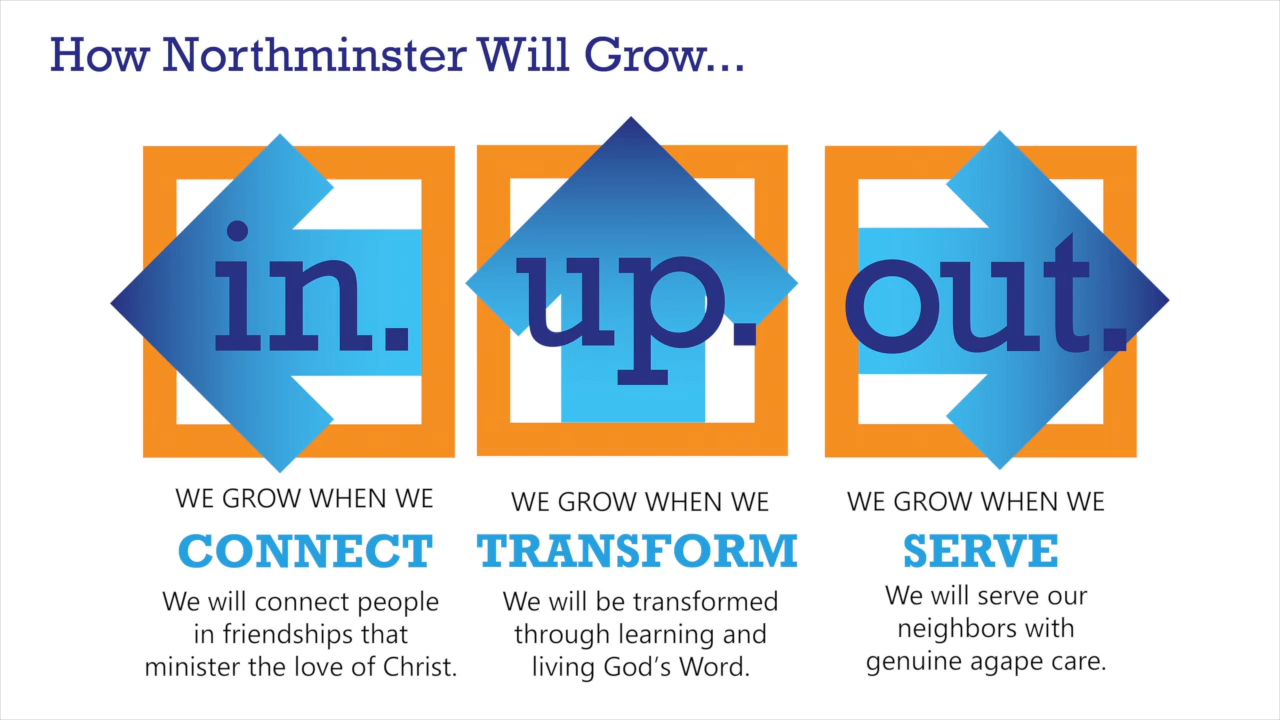 How Northminster Will Grow...
in.
WE GROW WHEN WE
CONNECT
We will connect people
in friendships that
minister the love of Christ.
up.
WE GROW WHEN WE
TRANSFORM
We will be transformed
through learning and
living God's Word.
out.
WE GROW WHEN WE
SERVE
We will serve our
neighbors with
genuine agape care.